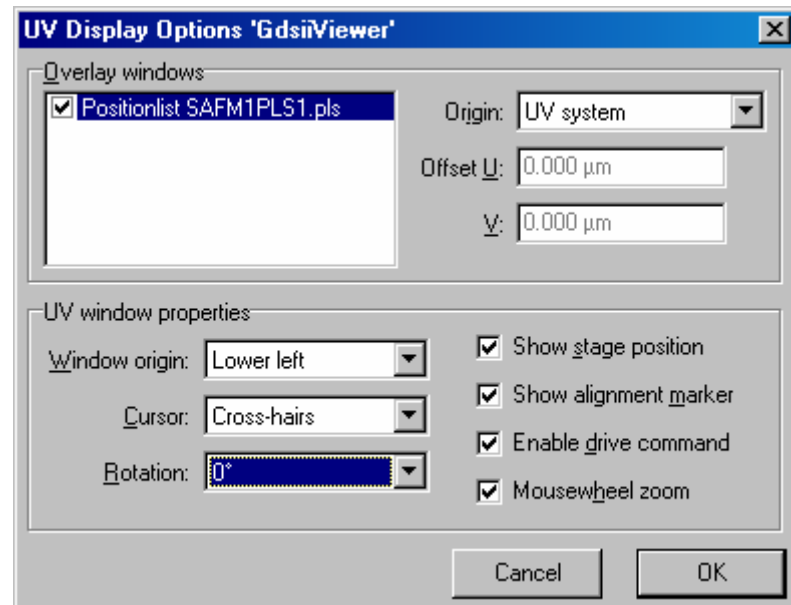 UV Display Options 'GdsiiViewer'
Overlay windows
Positionlist SAFM1PLS1.pls
Origin: UV system
Offset U: 0.000 µm
V: 0.000 µm
UV window properties
Window origin: Lower left
Cursor: Cross-hairs
Rotation: 0°
Show stage position
Show alignment marker
Enable drive command
Mousewheel zoom
Cancel OK